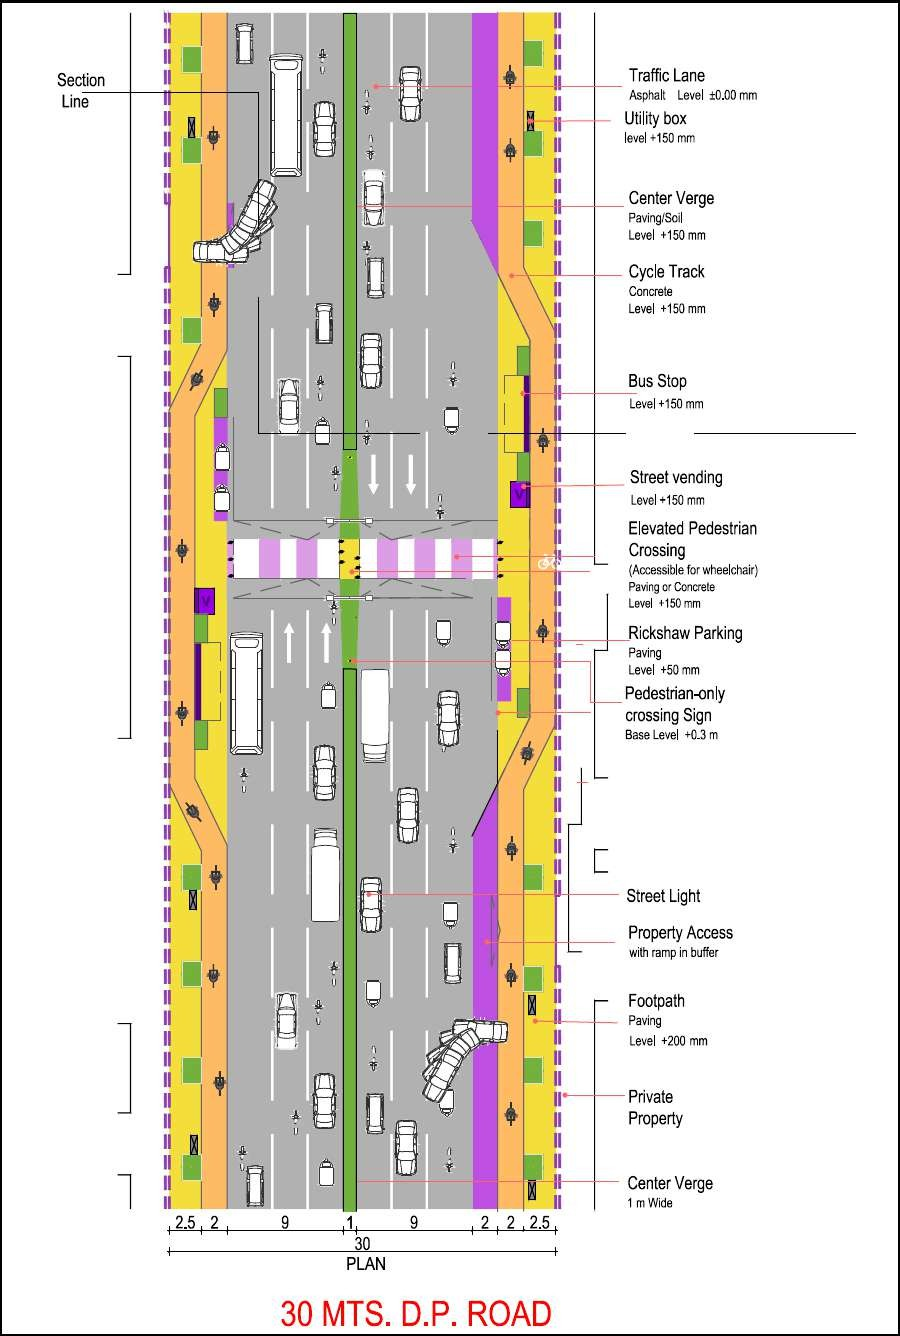 Section
Line
Traffic Lane
Asphalt Level ±0.00 mm
Utility box
level +150 mm
Center Verge
Paving/Soil
Level +150 mm
Cycle Track
Concrete
Level +150 mm
Bus Stop
Level +150 mm
Street vending
Level +150 mm
V
Elevated Pedestrian
Crossing
(Accessible for wheelchair)
Paving or Concrete
Level +150 mm
V
Rickshaw Parking
Paving
Level +50 mm
Pedestrian-only
crossing Sign
Base Level +0.3 m
Street Light
Property Access
with ramp in buffer
Footpath
Paving
Level +200 mm
Private
Property
Center Verge
1 m Wide
2.5 2 9 1 9 2 2 2.5
30
PLAN
30 MTS. D.P. ROAD